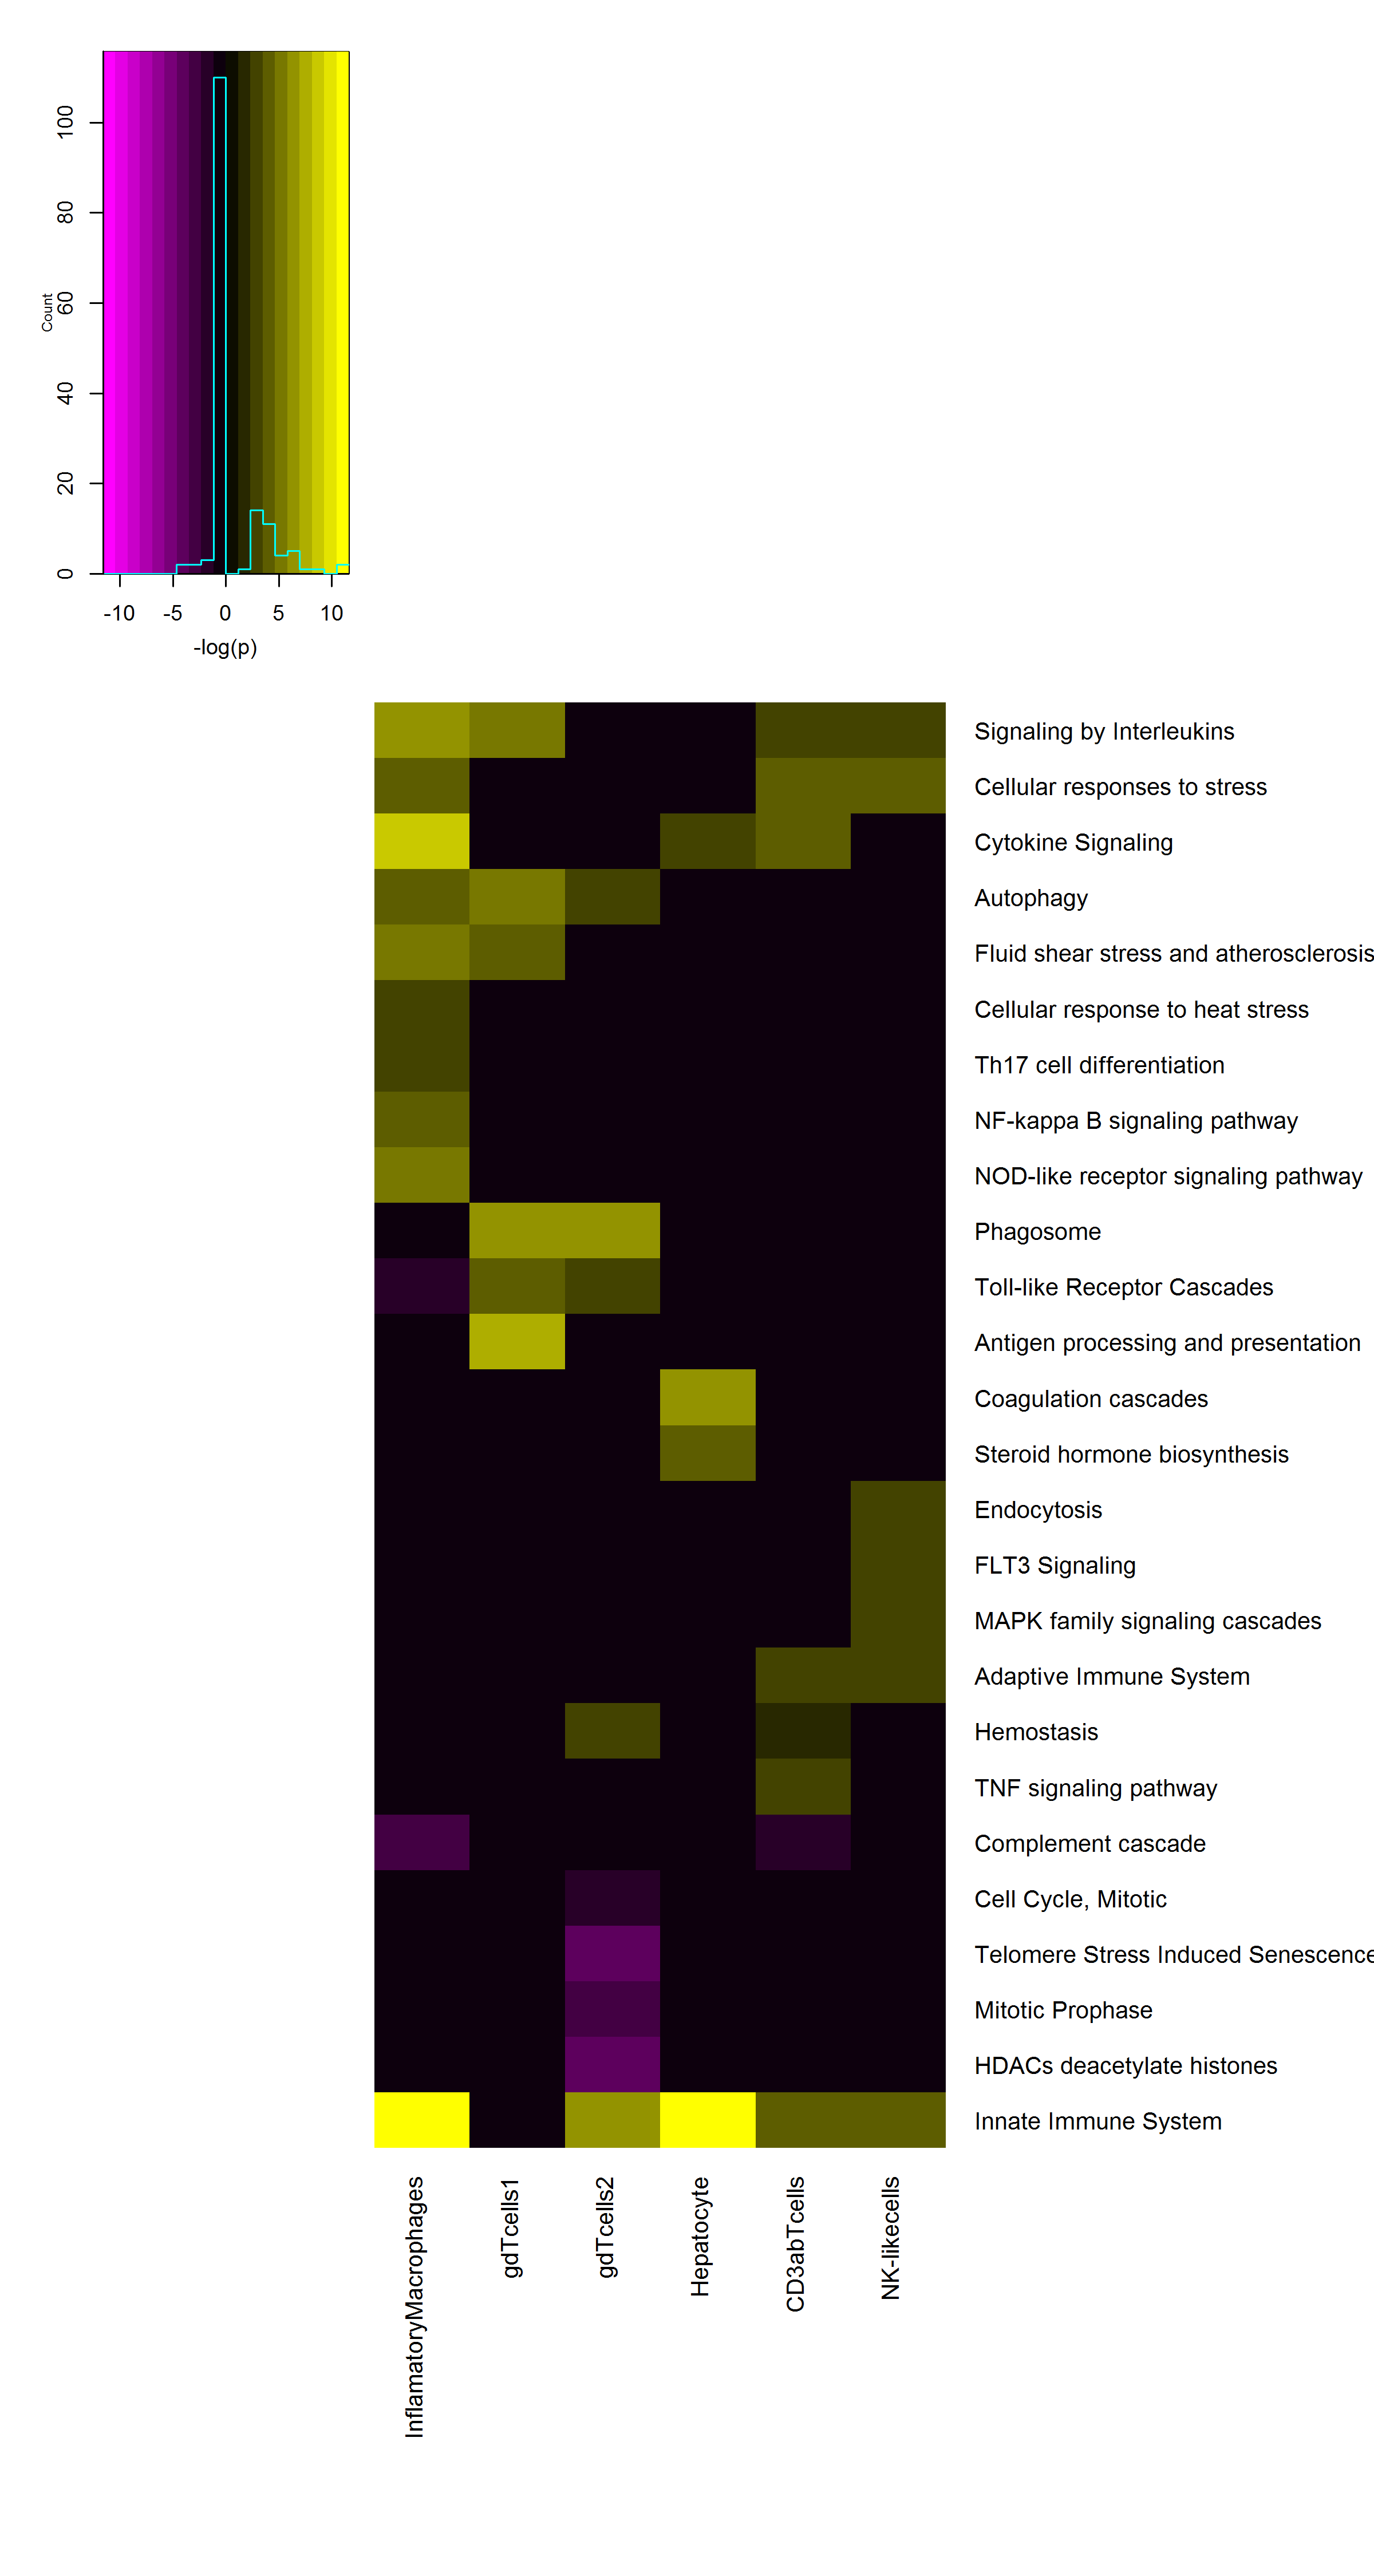 100
80
60
40
20
0
Count
-10 -5 0 5 10
-log(p)
Signaling by Interleukins
Cellular responses to stress
Cytokine Signaling
Autophagy
Fluid shear stress and atherosclerosis
Cellular response to heat stress
Th17 cell differentiation
NF-kappa B signaling pathway
NOD-like receptor signaling pathway
Phagosome
Toll-like Receptor Cascades
Antigen processing and presentation
Coagulation cascades
Steroid hormone biosynthesis
Endocytosis
FLT3 Signaling
MAPK family signaling cascades
Adaptive Immune System
Hemostasis
TNF signaling pathway
Complement cascade
Cell Cycle, Mitotic
Telomere Stress Induced Senescence
Mitotic Prophase
HDACs deacetylate histones
Innate Immune System
InflamatoryMacrophages
gdTcells1
gdTcells2
Hepatocyte
CD3abTcells
NK-likecells